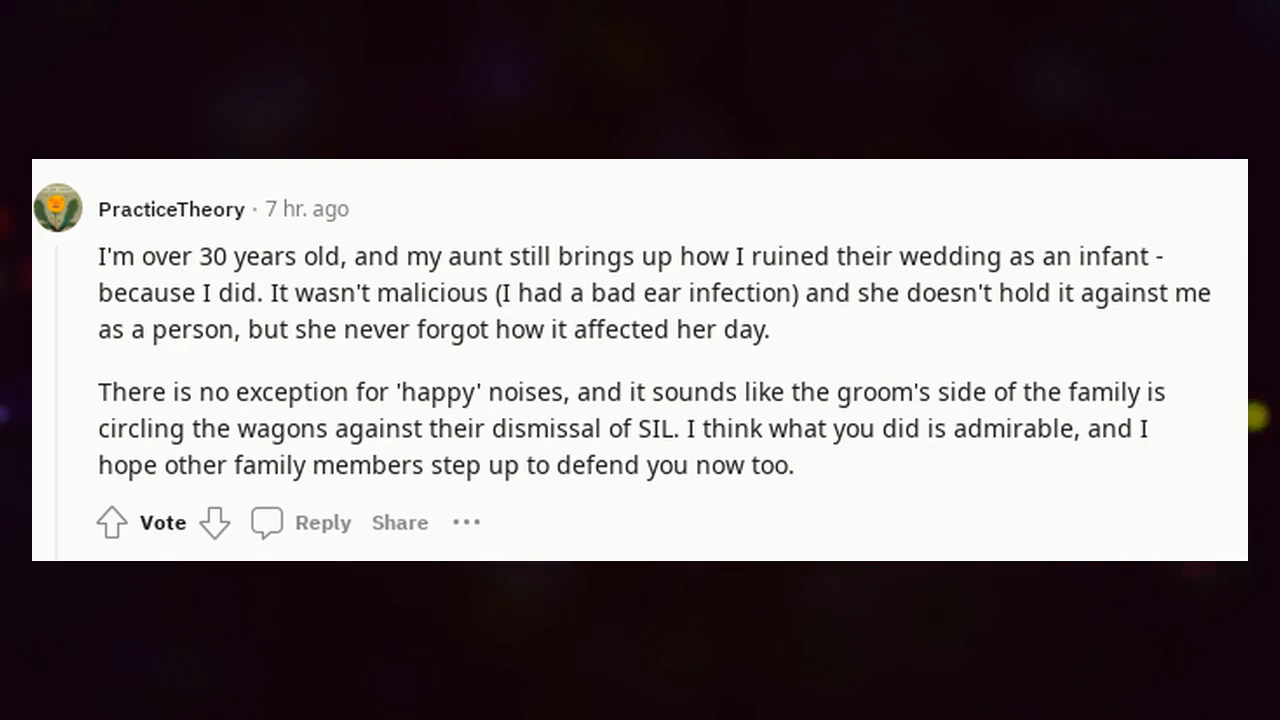 PracticeTheory · 7 hr. ago
I'm over 30 years old, and my aunt still brings up how I ruined their wedding as an infant -
because I did. It wasn't malicious (I had a bad ear infection) and she doesn't hold it against me
as a person, but she never forgot how it affected her day.
There is no exception for 'happy' noises, and it sounds like the groom's side of the family is
circling the wagons against their dismissal of SIL. I think what you did is admirable, and I
hope other family members step up to defend you now too.
Vote Reply Share •••